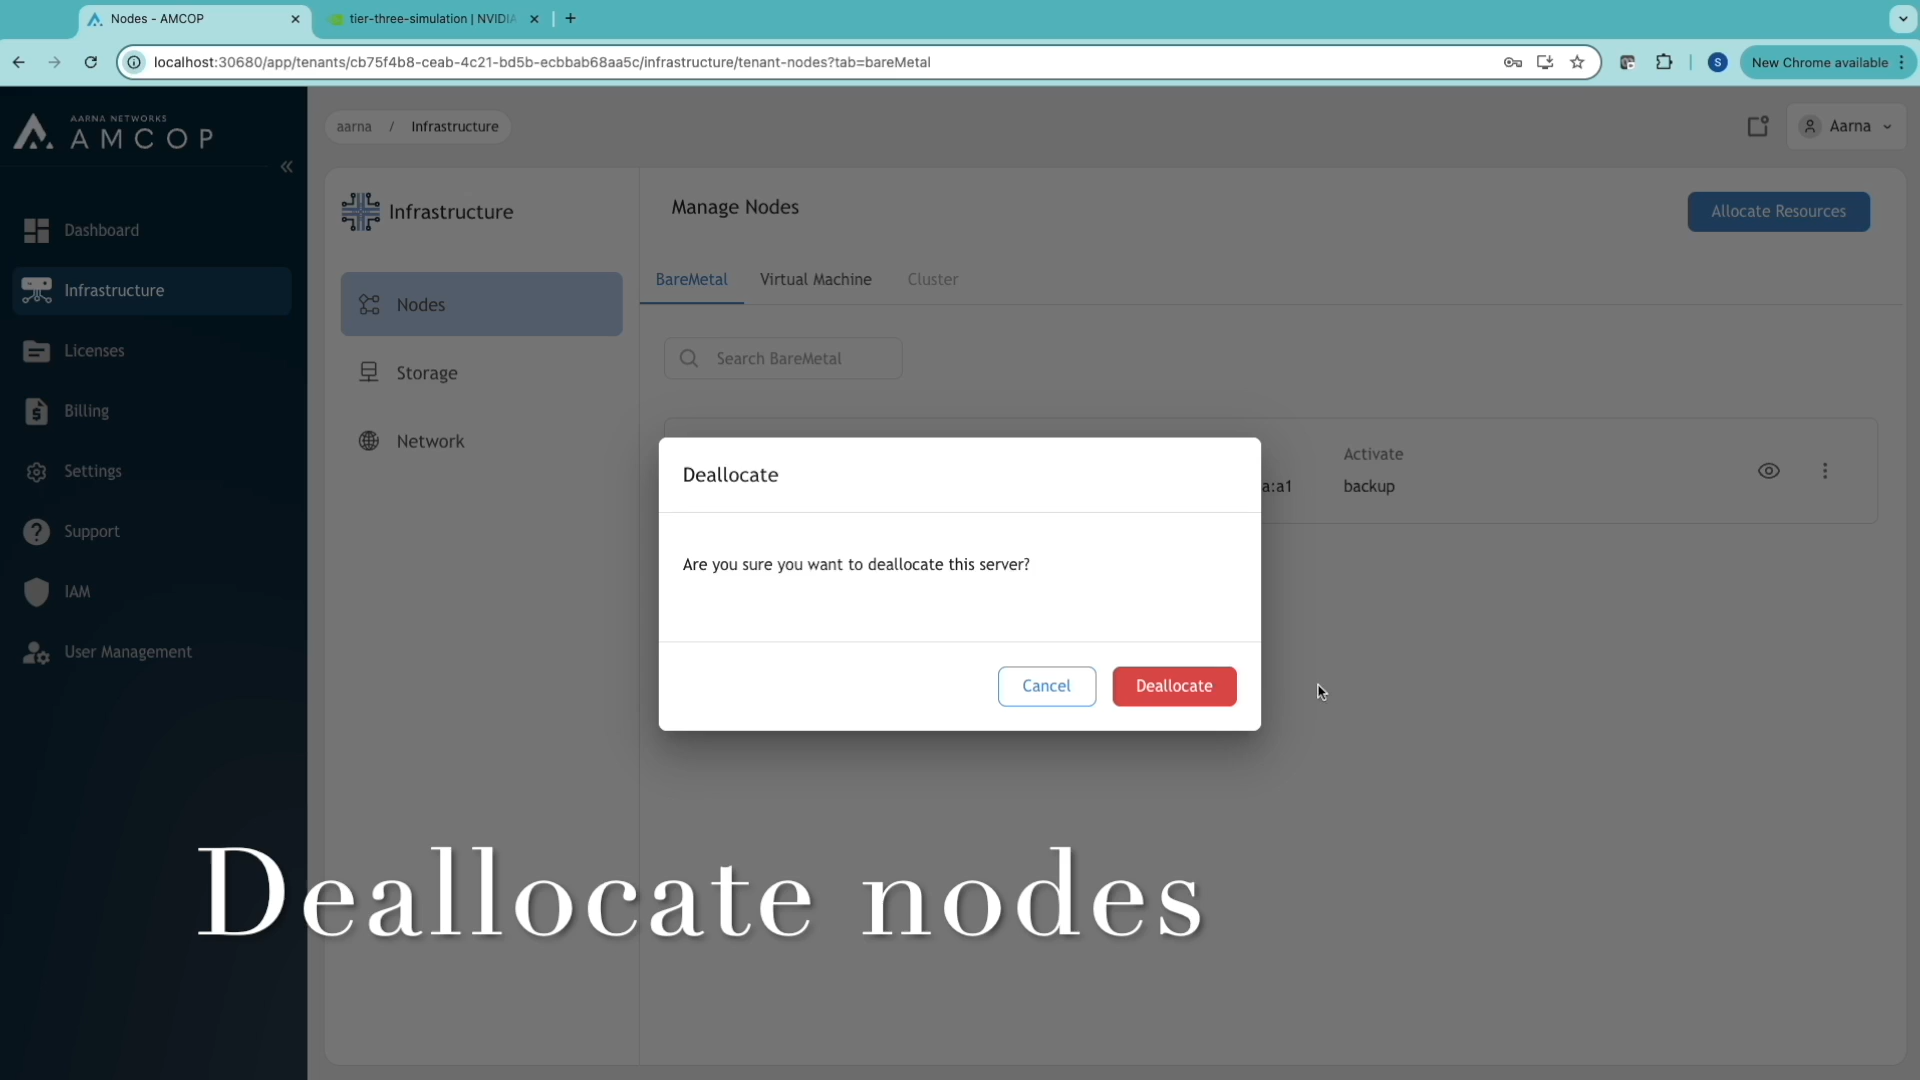 Nodes - AMCOP
tier-three-simulation | NVIDIA
localhost:30680/app/tenants/cb75f4b8-ceab-4c21-bd5b-ecbbab68aa5c/infrastructure/tenant-nodes?tab=bareMetal
S
New Chrome available
AARNA NETWORKS
AMCOP
aarna / Infrastructure
Aarna
Dashboard
Infrastructure
Licenses
Billing
Settings
Support
IAM
User Management
Infrastructure
Nodes
Storage
Network
Manage Nodes
Allocate Resources
BareMetal Virtual Machine Cluster
Search BareMetal
Activate
a:a1 backup
Deallocate
Are you sure you want to deallocate this server?
Cancel Deallocate
Deallocate nodes